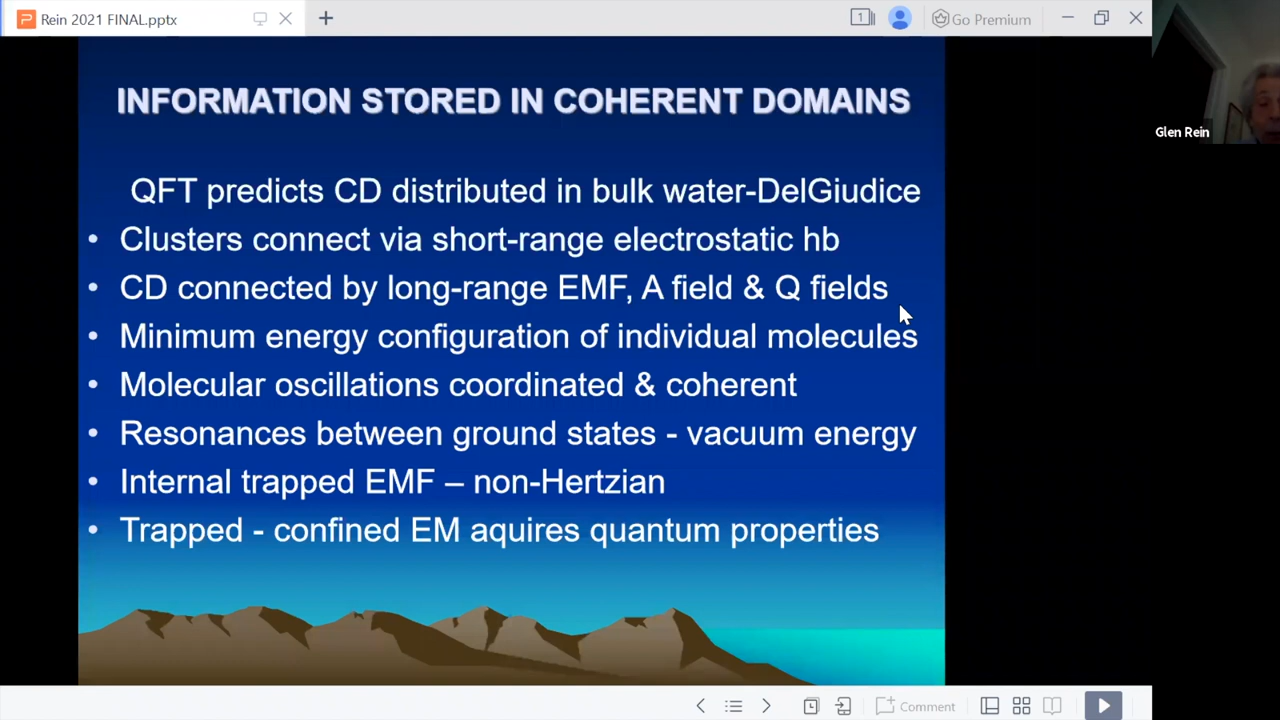 Rein 2021 FINAL.pptx
1
Go Premium
INFORMATION STORED IN COHERENT DOMAINS
QFT predicts CD distributed in bulk water-DelGiudice
• Clusters connect via short-range electrostatic hb
• CD connected by long-range EMF, A field & Q fields
• Minimum energy configuration of individual molecules
• Molecular oscillations coordinated & coherent
• Resonances between ground states - vacuum energy
• Internal trapped EMF – non-Hertzian
• Trapped - confined EM aquires quantum properties
Glen Rein
Comment